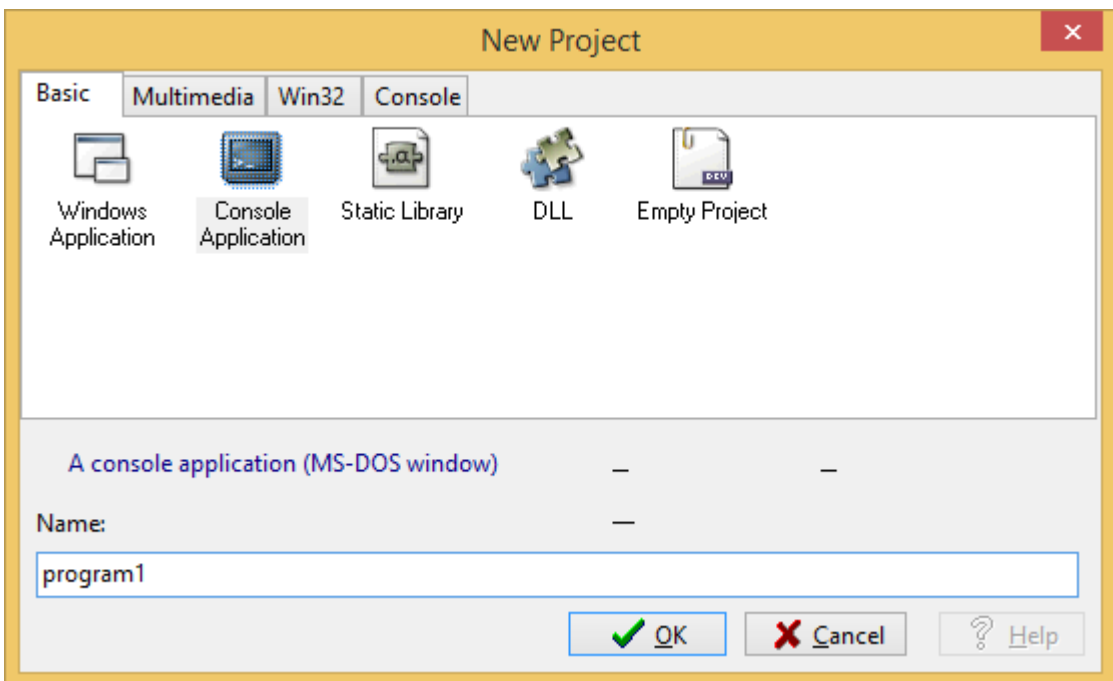 New Project
Basic Multimedia Win32 Console
Windows Application
Console Application
Static Library
DLL
DEV
Empty Project
A console application (MS-DOS window)
Name:
program1
OK Cancel ? Help